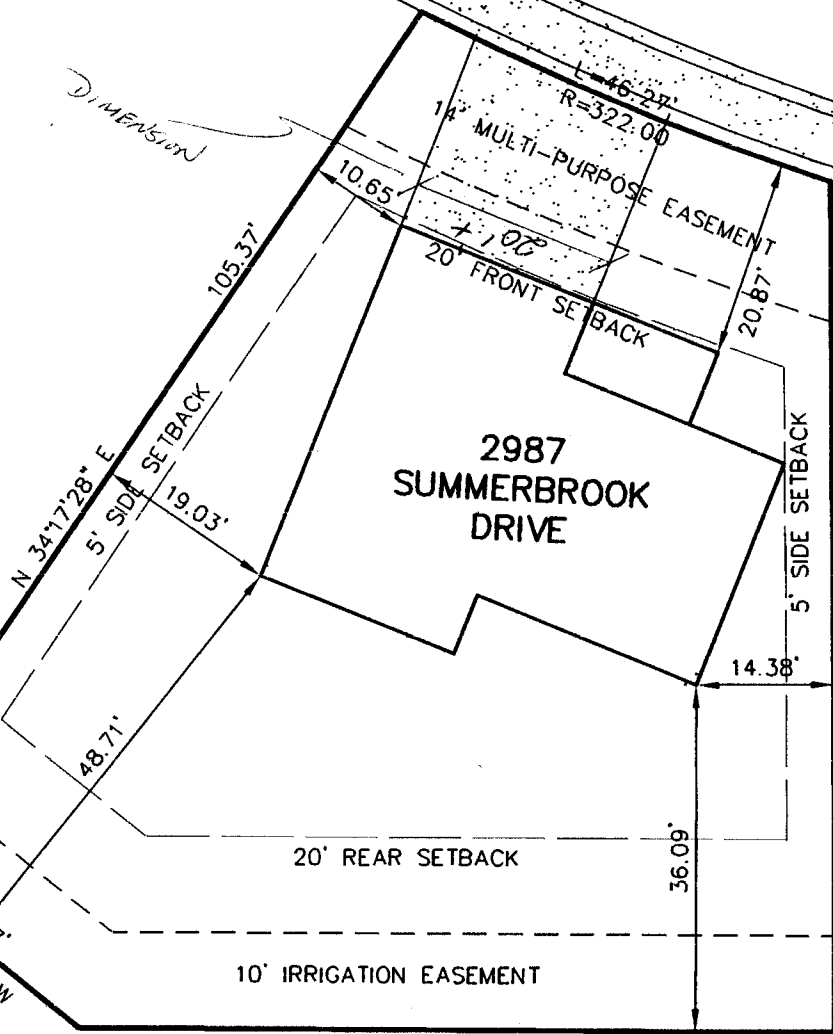 DIMENSION
L=46.27'
R=322.00
14' MULTI-PURPOSE EASEMENT
10.65
20'+
20' FRONT SETBACK
20.87'
105.37'
N 34°17'28" E
5' SIDE SETBACK
19.03'
2987
SUMMERBROOK
DRIVE
5' SIDE SETBACK
14.38'
48.71'
36.09'
20' REAR SETBACK
10' IRRIGATION EASEMENT
W